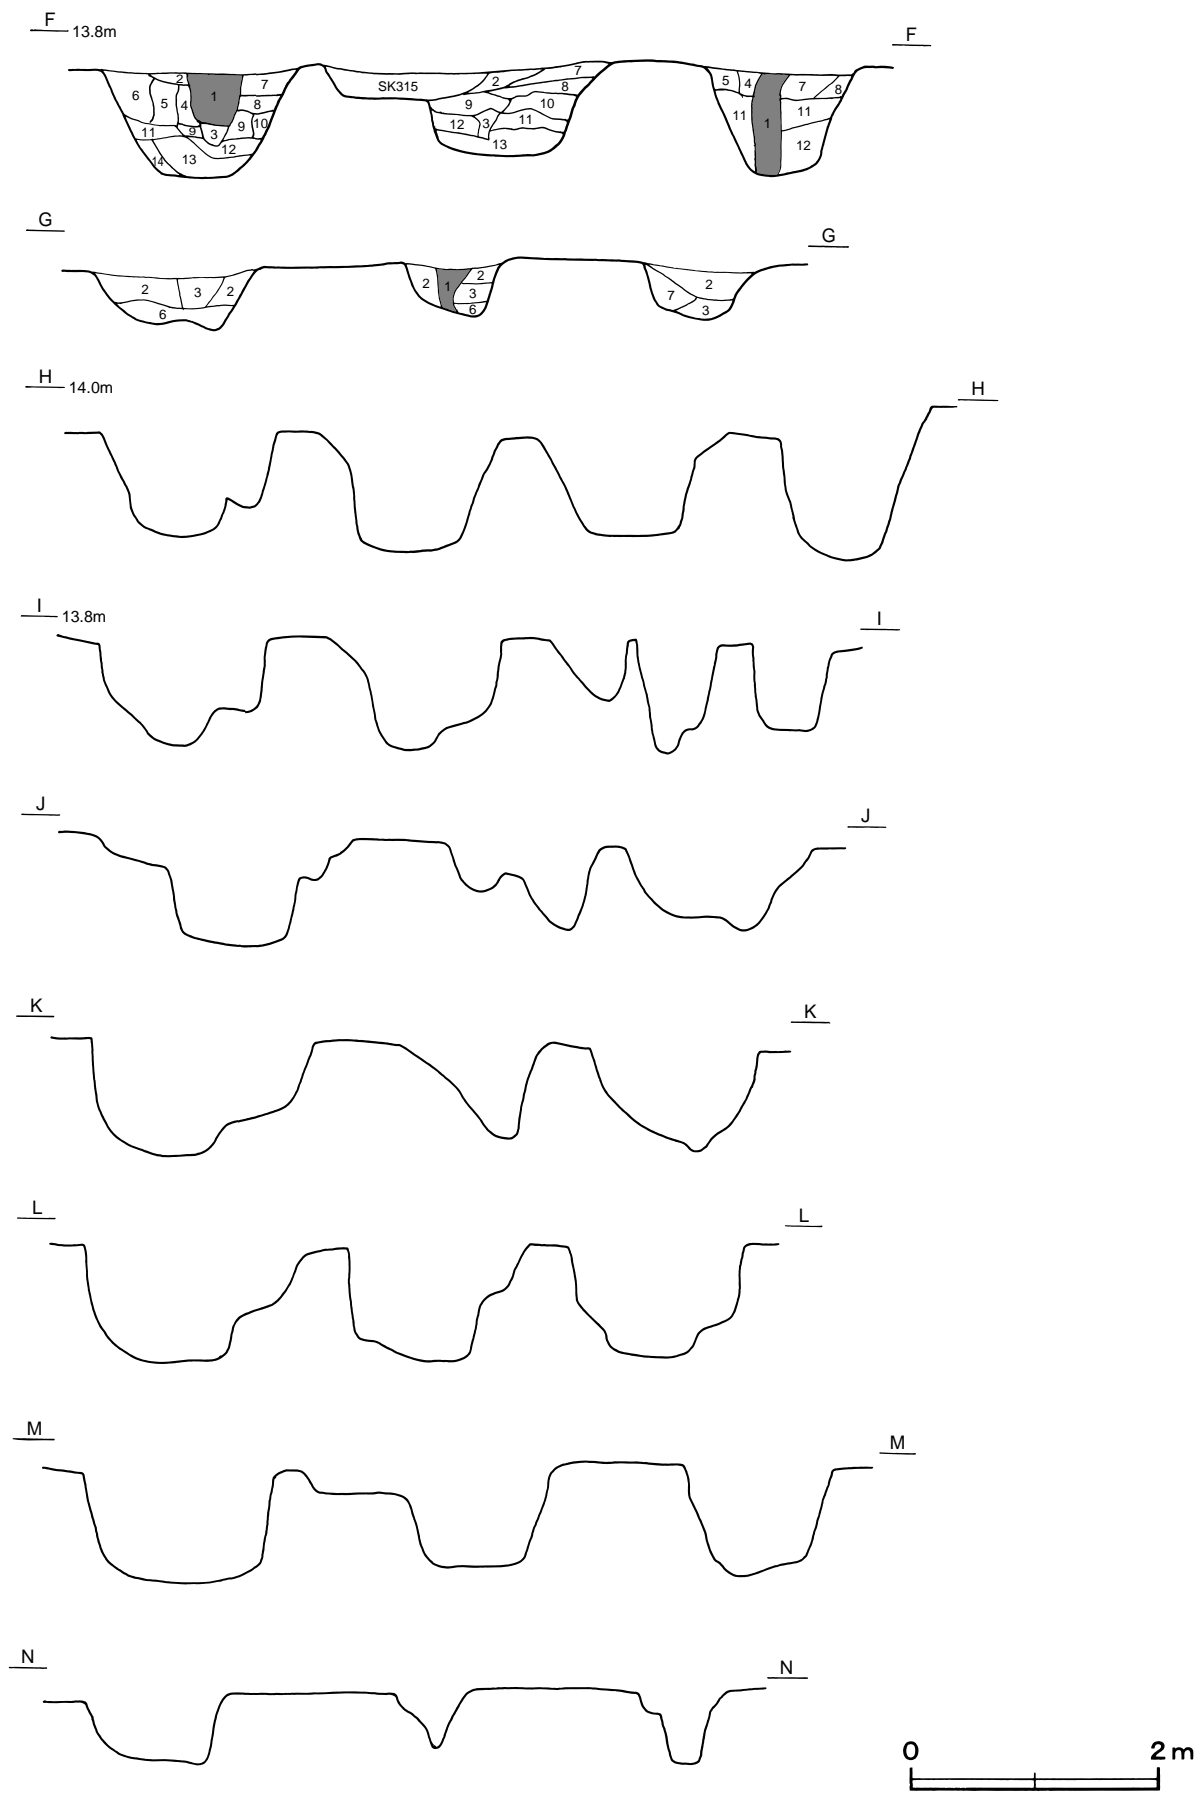 F 13.8m F
2 7 5 4 7 8
6 5 4 1 8 SK315 2 7 8
11 9 3 9 10 9 10 11 1 11
14 13 12 12 3 11 13 12
G G
2 3 2 2 1 2 2
6 3 6 7 3
H 14.0m H
I 13.8m I
J J
K K
L L
M M
N N
0 2 m